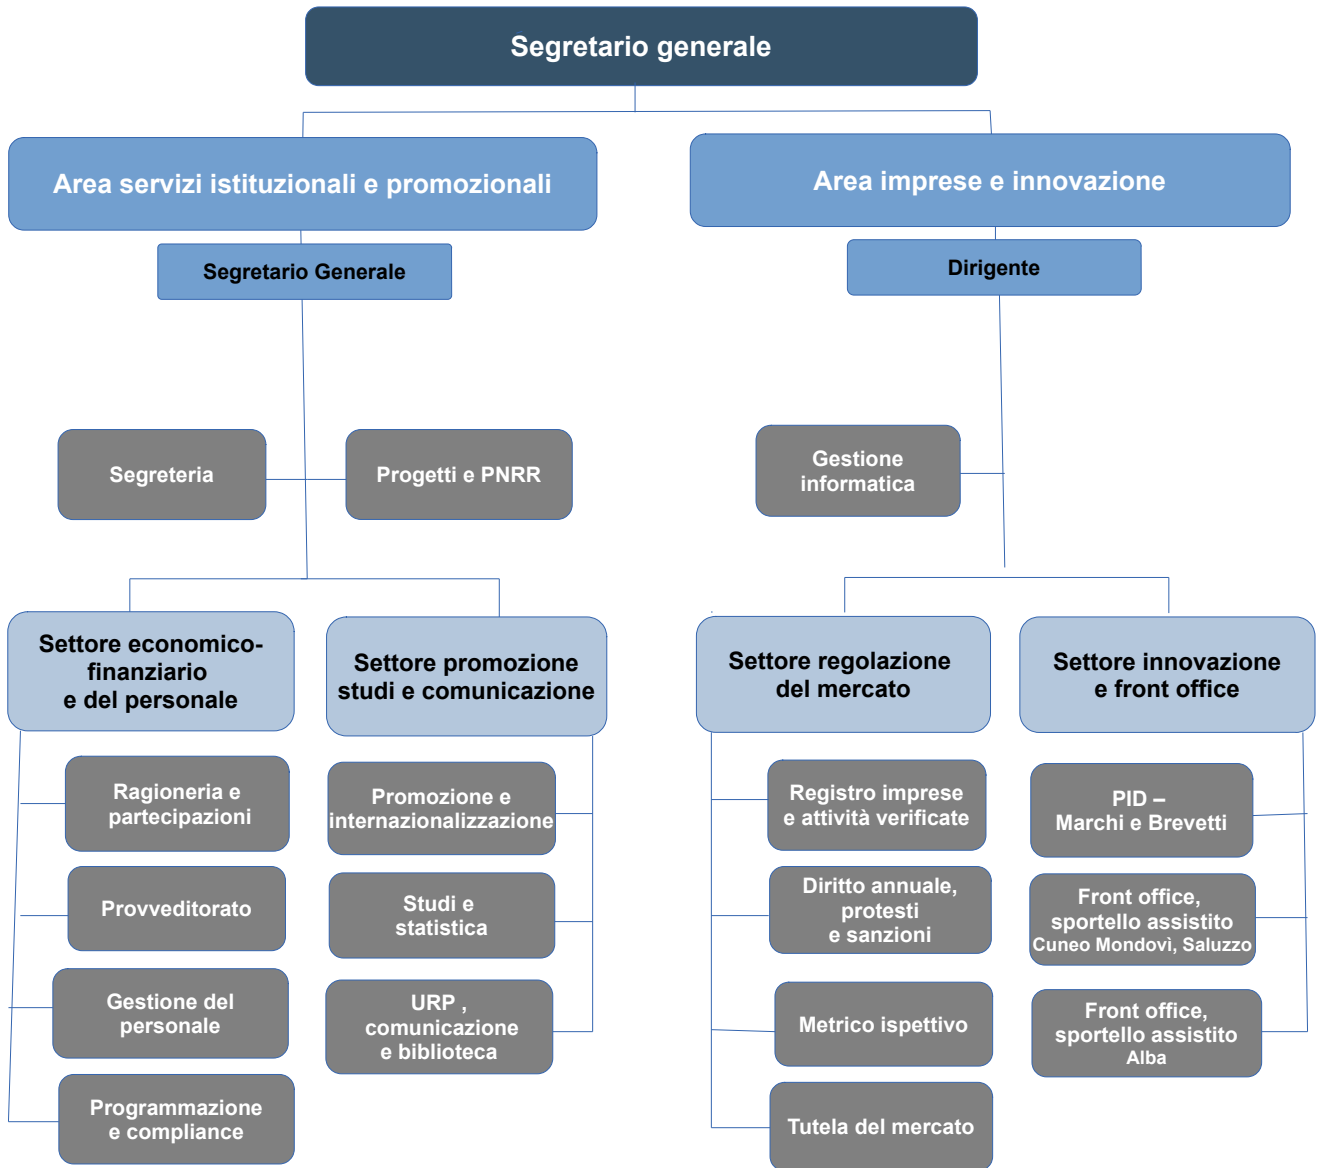 Segretario generale
Area servizi istituzionali e promozionali
Area imprese e innovazione
Segretario Generale
Dirigente
Segreteria
Progetti e PNRR
Gestione
informatica
Settore economico-
finanziario
e del personale
Settore promozione
studi e comunicazione
Settore regolazione
del mercato
Settore innovazione
e front office
Ragioneria e
partecipazioni
Provveditorato
Gestione del
personale
Programmazione
e compliance
Promozione e
internazionalizzazione
Studi e
statistica
URP ,
comunicazione
e biblioteca
Registro imprese
e attività verificate
Diritto annuale,
protesti
e sanzioni
Metrico ispettivo
Tutela del mercato
PID –
Marchi e Brevetti
Front office,
sportello assistito
Cuneo Mondovì, Saluzzo
Front office,
sportello assistito
Alba